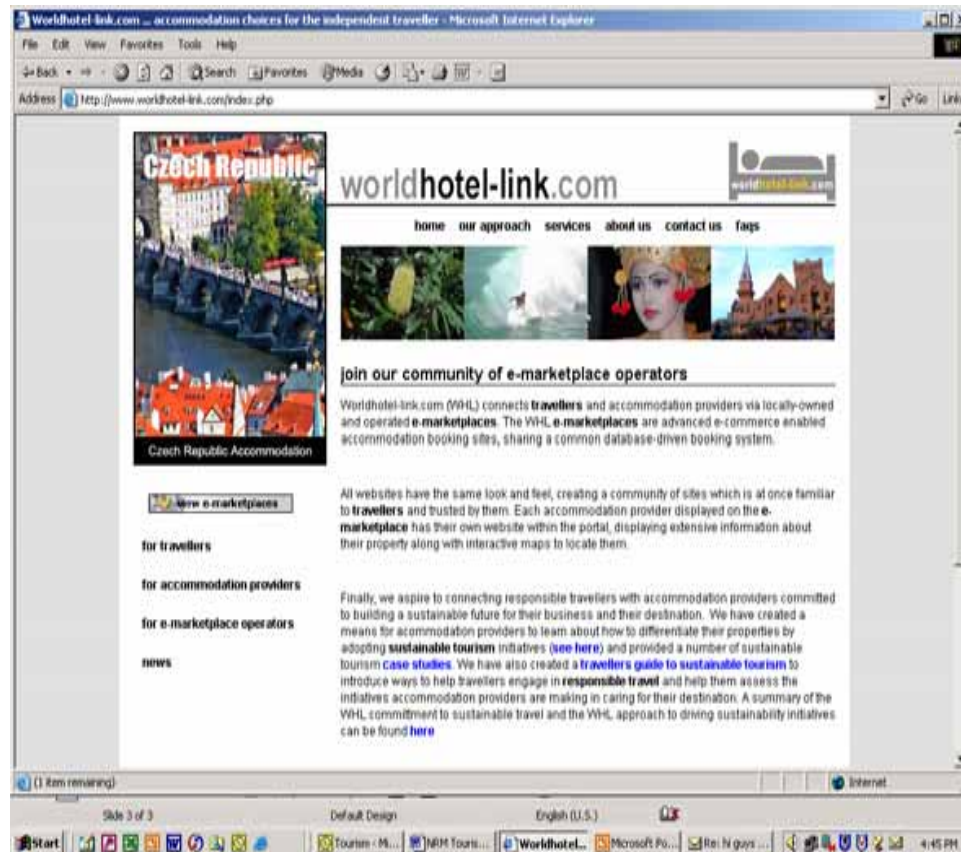 Worldhotel-link.com ... accommodation choices for the independent traveller - Microsoft Internet Explorer
File Edit View Favorites Tools Help
Back Search Favorites Media
Address http://www.worldhotel-link.com/index.php Go Link
Czech Republic
worldhotel-link.com
worldhotel-link.com
home our approach services about us contact us faqs
join our community of e-marketplace operators
Worldhotel-link.com (WHL) connects travellers and accommodation providers via locally-owned
and operated e-marketplaces. The WHL e-marketplaces are advanced e-commerce enabled
accommodation booking sites, sharing a common database-driven booking system.
Czech Republic Accommodation
view e-marketplaces
for travellers
for accommodation providers
for e-marketplace operators
news
All websites have the same look and feel, creating a community of sites which is at once familiar
to travellers and trusted by them. Each accommodation provider displayed on the e-
marketplace has their own website within the portal, displaying extensive information about
their property along with interactive maps to locate them.
Finally, we aspire to connecting responsible travellers with accommodation providers committed
to building a sustainable future for their business and their destination. We have created a
means for acommodation providers to learn about how to differentiate their properties by
adopting sustainable tourism initiatives (see here) and provided a number of sustainable
tourism case studies. We have also created a travellers guide to sustainable tourism to
introduce ways to help travellers engage in responsible travel and help them assess the
initiatives accommodation providers are making in caring for their destination. A summary of the
WHL committment to sustainable travel and the WHL approach to driving sustainability initiatives
can be found here
(1 item remaining) Internet
Slide 3 of 3 Default Design English (U.S.)
Start Tourism - M... NRM Touris... Worldhotel... Microsoft Po... Re: hi guys ... 4:45 PM